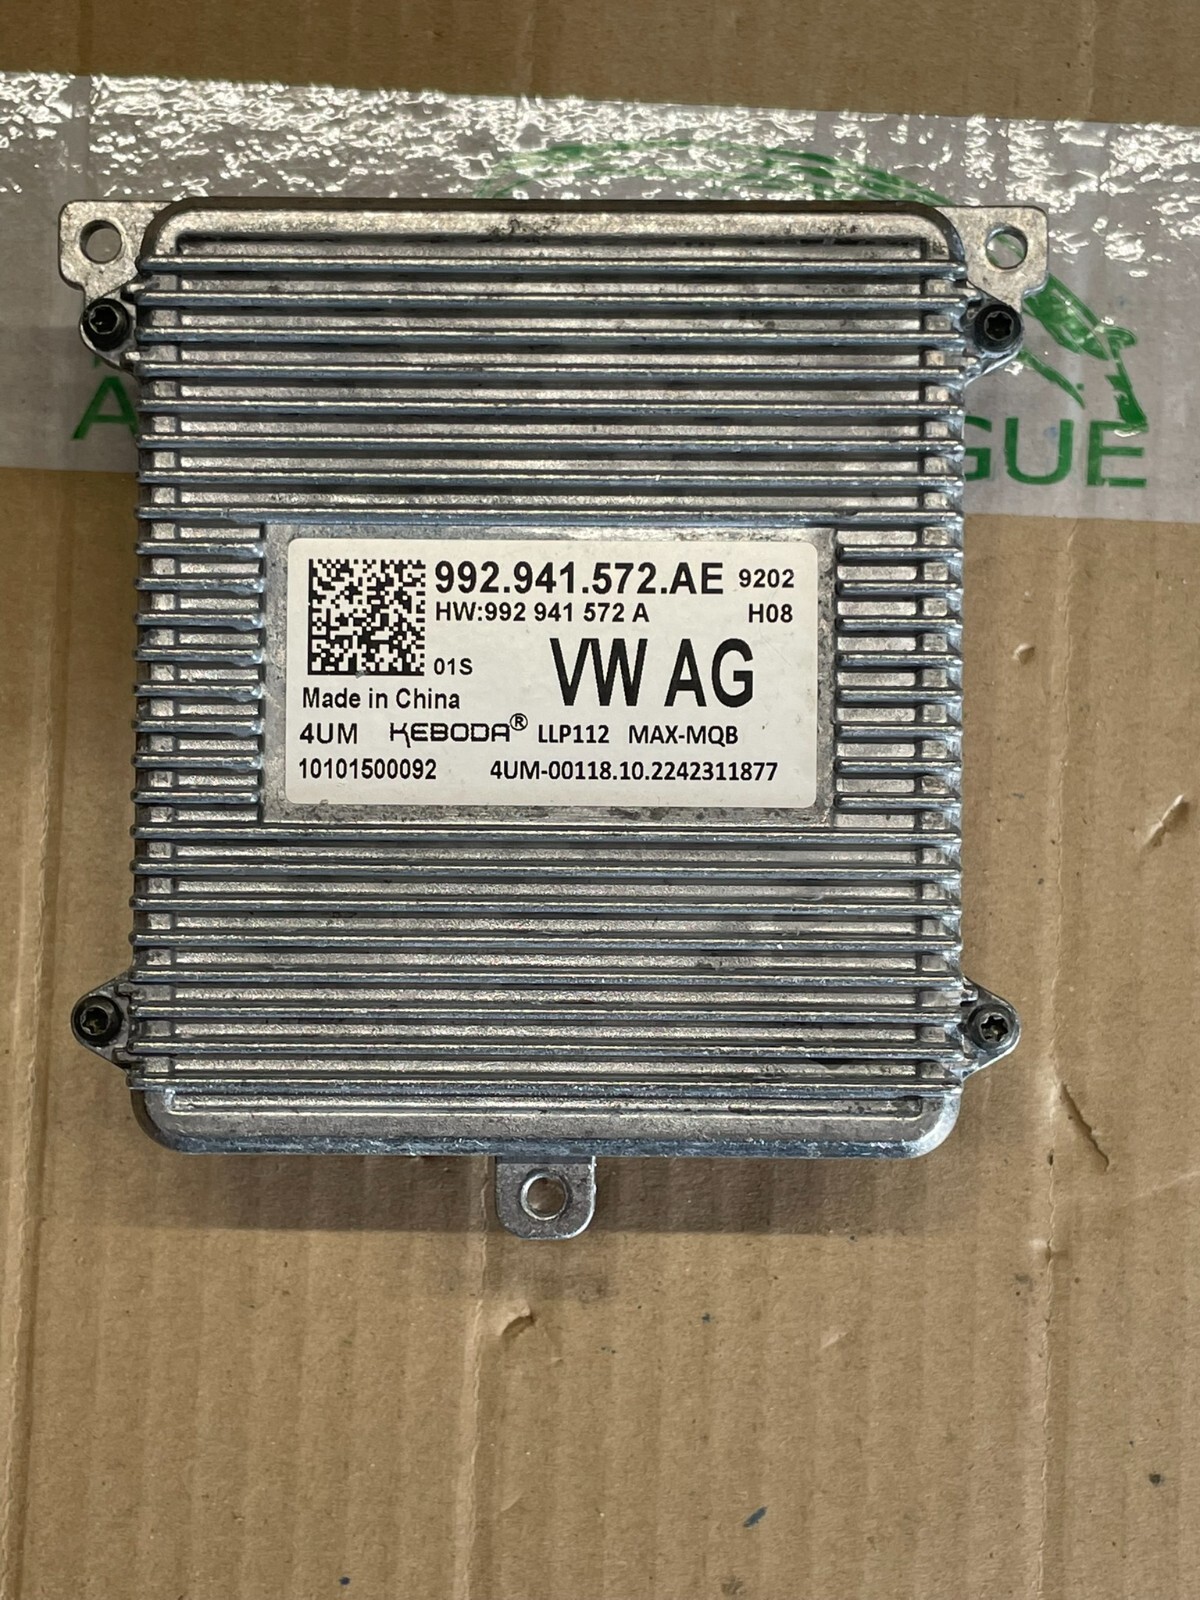 992.941.572.AE 9202
HW:992 941 572 A H08
01S VW AG
Made in China
4UM KEBODA® LLP112 MAX-MQB
10101500092 4UM-00118.10.2242311877